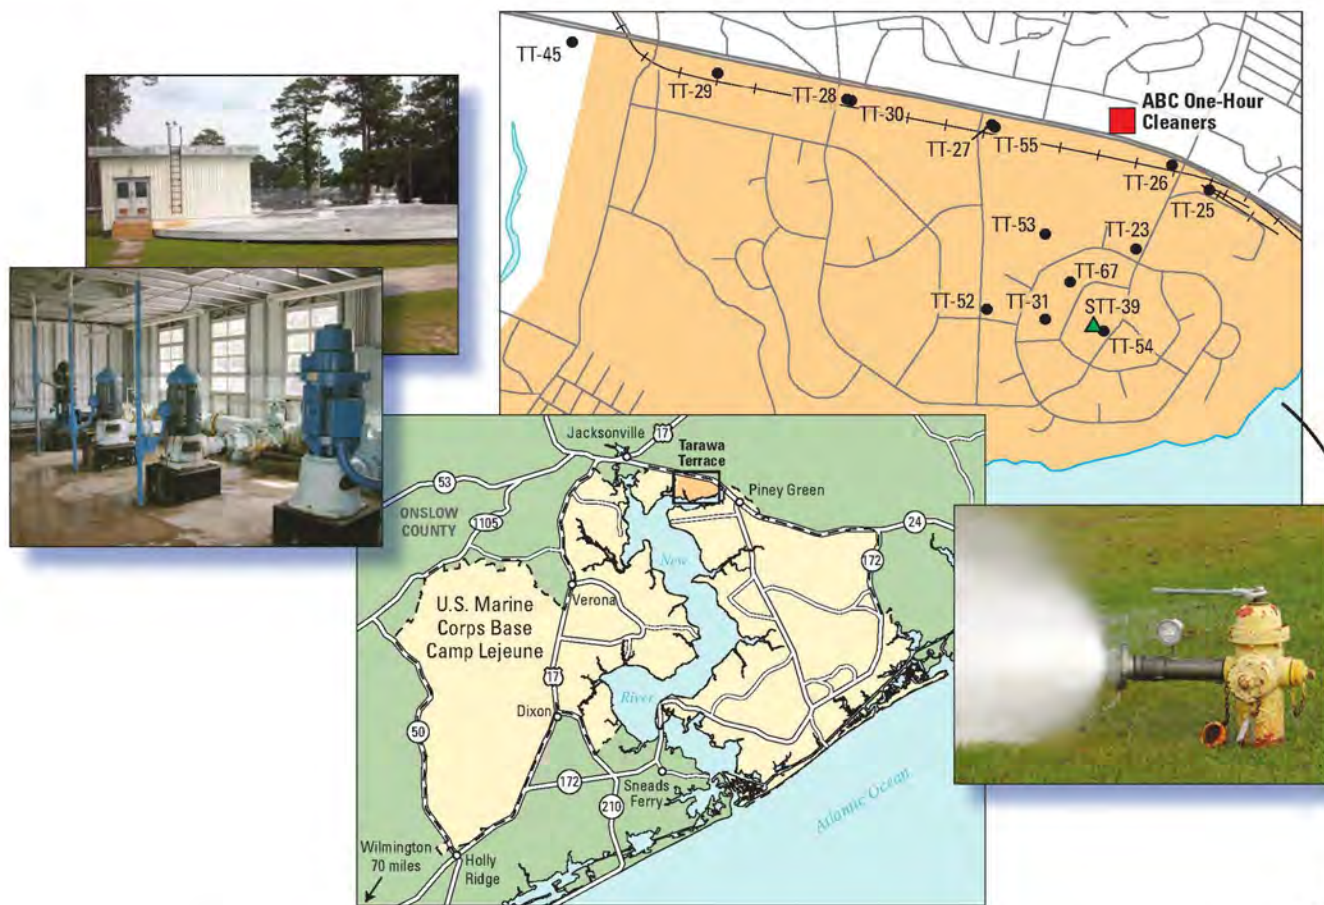 TT-45
TT-29
TT-28
TT-30
TT-27
TT-55
ABC One-Hour
Cleaners
TT-26
TT-25
TT-53
TT-23
TT-67
TT-52
TT-31
STT-39
TT-54
Jacksonville
17
Tarawa
Terrace
53
Piney Green
ONSLOW
COUNTY
1105
24
New
172
Verona
U.S. Marine
Corps Base
Camp Lejeune
17
River
Dixon
50
172
Sneads
Ferry
210
Atlantic Ocean
Wilmington
70 miles
Holly
Ridge